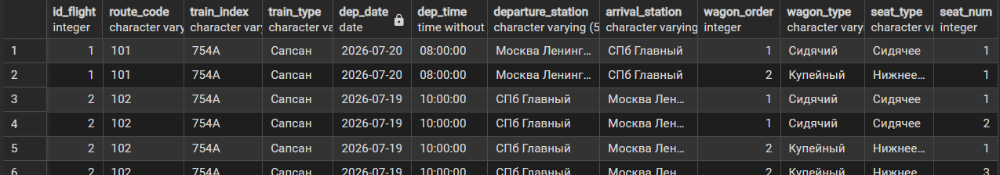 id_flight route_code train_index train_type dep_date dep_time departure_station arrival_station wagon_order wagon_type seat_type seat_num
integer character varyin character vary character va date time without character varying (5 character varying integer character varyi character va integer
1 1 101 754А Сапсан 2026-07-20 08:00:00 Москва Ленинг... СПб Главный 1 Сидячий Сидячее 1
2 1 101 754А Сапсан 2026-07-20 08:00:00 Москва Ленинг... СПб Главный 2 Купейный Нижнее... 1
3 2 102 754А Сапсан 2026-07-19 10:00:00 СПб Главный Москва Лен... 1 Сидячий Сидячее 1
4 2 102 754А Сапсан 2026-07-19 10:00:00 СПб Главный Москва Лен... 1 Сидячий Сидячее 2
5 2 102 754А Сапсан 2026-07-19 10:00:00 СПб Главный Москва Лен... 2 Купейный Нижнее... 1
6 2 102 754А Сапсан 2026-07-19 10:00:00 СПб Главный Москва Лен... 2 Купейный Нижнее... 3